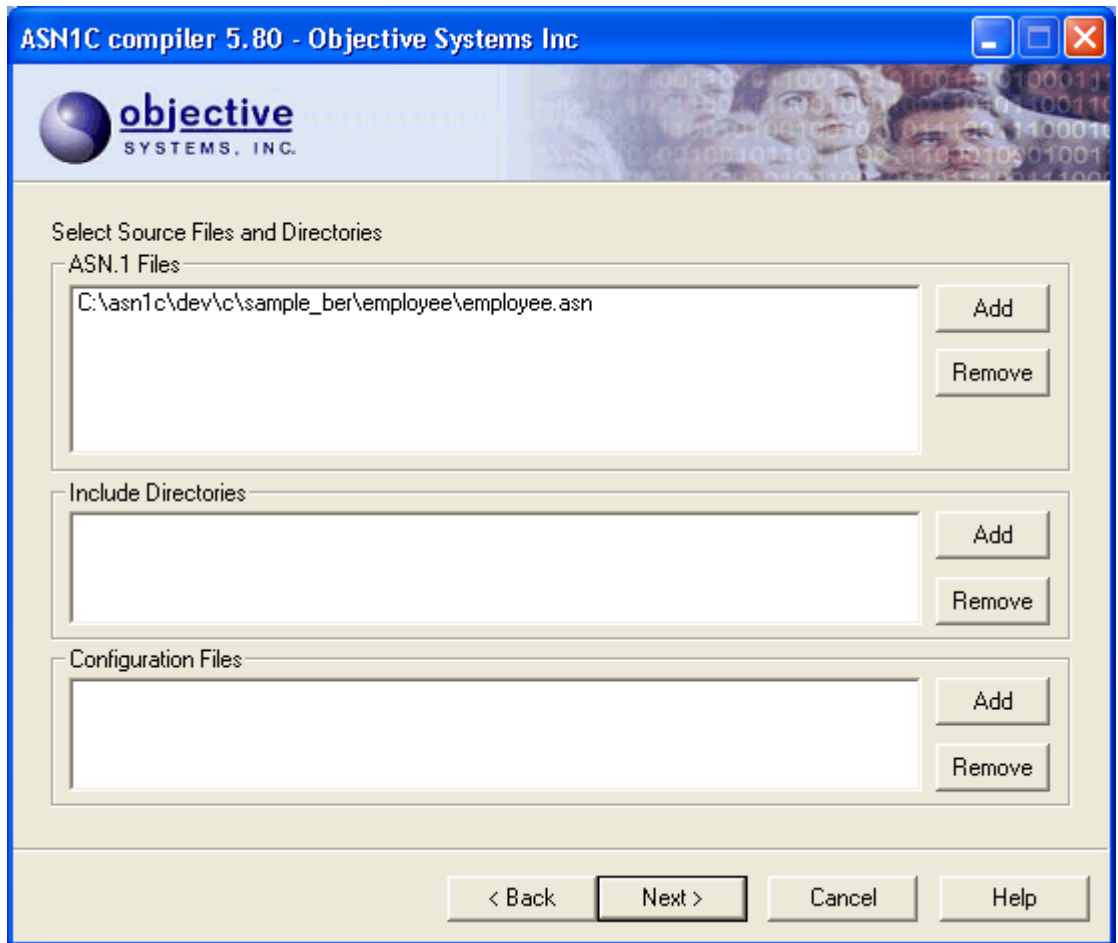 ASN1C compiler 5.80 - Objective Systems Inc
objective
SYSTEMS, INC.
Select Source Files and Directories
ASN.1 Files
C:\asn1c\dev\c\sample_ber\employee\employee.asn
Add
Remove
Include Directories
Add
Remove
Configuration Files
Add
Remove
< Back
Next >
Cancel
Help